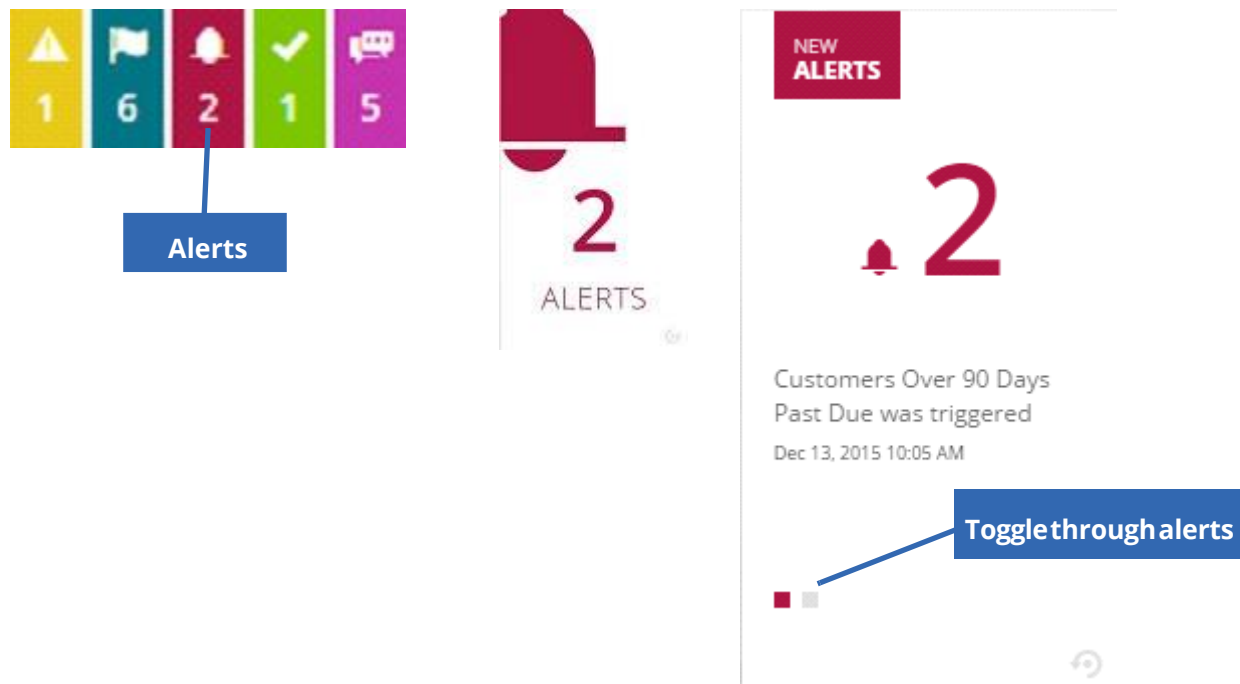 1 6 2 1 5
Alerts
2
ALERTS
NEW
ALERTS
2
Customers Over 90 Days
Past Due was triggered
Dec 13, 2015 10:05 AM
Toggle through alerts